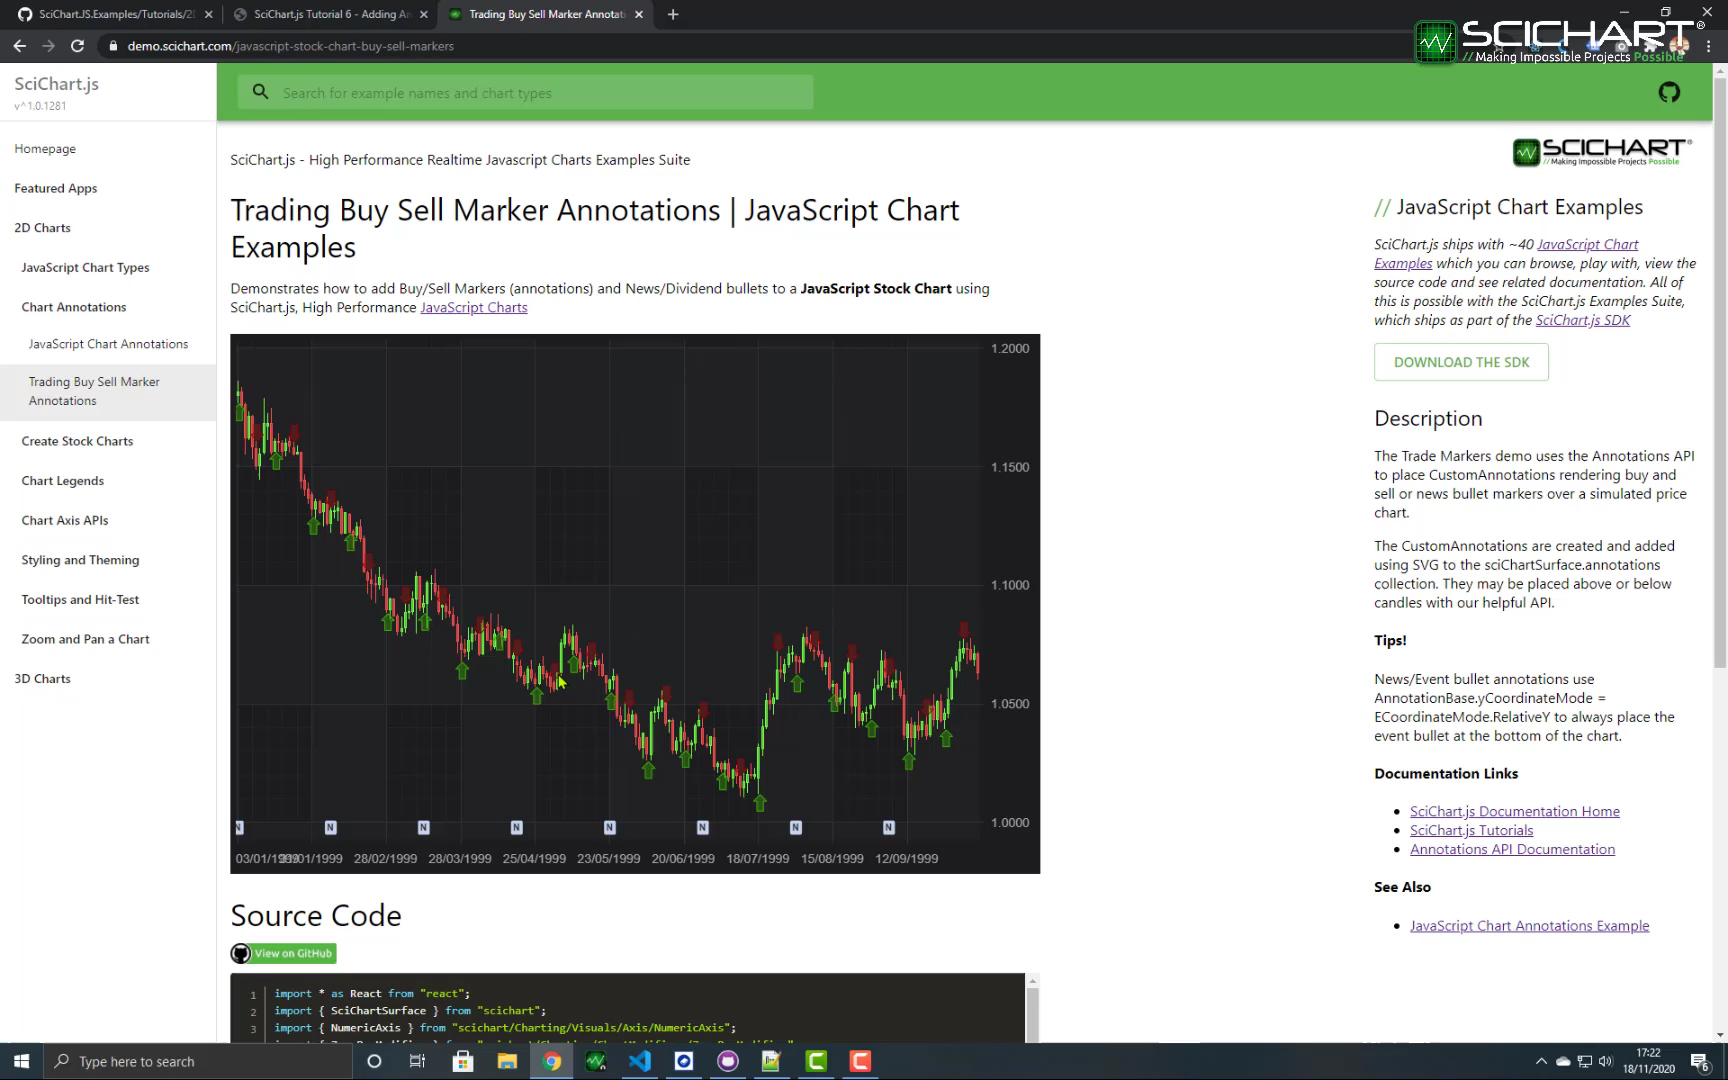 SciChart.JS.Examples/Tutorials/2
SciChart.js Tutorial 6 - Adding A
Trading Buy Sell Marker Annotati
demo.scichart.com/javascript-stock-chart-buy-sell-markers
SCICHART®
// Making Impossible Projects Possible
SciChart.js
v^1.0.1281
Search for example names and chart types
Homepage
Featured Apps
2D Charts
JavaScript Chart Types
Chart Annotations
JavaScript Chart Annotations
Trading Buy Sell Marker
Annotations
Create Stock Charts
Chart Legends
Chart Axis APIs
Styling and Theming
Tooltips and Hit-Test
Zoom and Pan a Chart
3D Charts
SciChart.js - High Performance Realtime Javascript Charts Examples Suite
Trading Buy Sell Marker Annotations | JavaScript Chart
Examples
Demonstrates how to add Buy/Sell Markers (annotations) and News/Dividend bullets to a JavaScript Stock Chart using
SciChart.js, High Performance JavaScript Charts
1.2000
1.1500
1.1000
1.0500
1.0000
N N N N N N N N
03/01/1999 28/02/1999 28/03/1999 25/04/1999 23/05/1999 20/06/1999 18/07/1999 15/08/1999 12/09/1999
Source Code
View on GitHub
1 import * as React from "react";
2 import { SciChartSurface } from "scichart";
3 import { NumericAxis } from "scichart/Charting/Visuals/Axis/NumericAxis";
SCICHART®
// Making Impossible Projects Possible
// JavaScript Chart Examples
SciChart.js ships with ~40 JavaScript Chart
Examples which you can browse, play with, view the
source code and see related documentation. All of
this is possible with the SciChart.js Examples Suite,
which ships as part of the SciChart.js SDK
DOWNLOAD THE SDK
Description
The Trade Markers demo uses the Annotations API
to place CustomAnnotations rendering buy and
sell or news bullet markers over a simulated price
chart.
The CustomAnnotations are created and added
using SVG to the sciChartSurface.annotations
collection. They may be placed above or below
candles with our helpful API.
Tips!
News/Event bullet annotations use
AnnotationBase.yCoordinateMode =
ECoordinateMode.RelativeY to always place the
event bullet at the bottom of the chart.
Documentation Links
SciChart.js Documentation Home
SciChart.js Tutorials
Annotations API Documentation
See Also
JavaScript Chart Annotations Example
Type here to search
17:22
18/11/2020
6